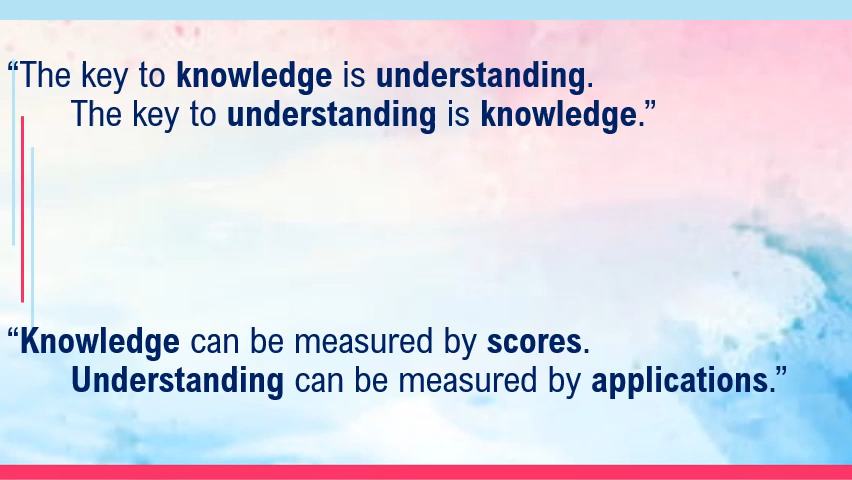 “The key to knowledge is understanding.
The key to understanding is knowledge.”
“Knowledge can be measured by scores.
Understanding can be measured by applications.”